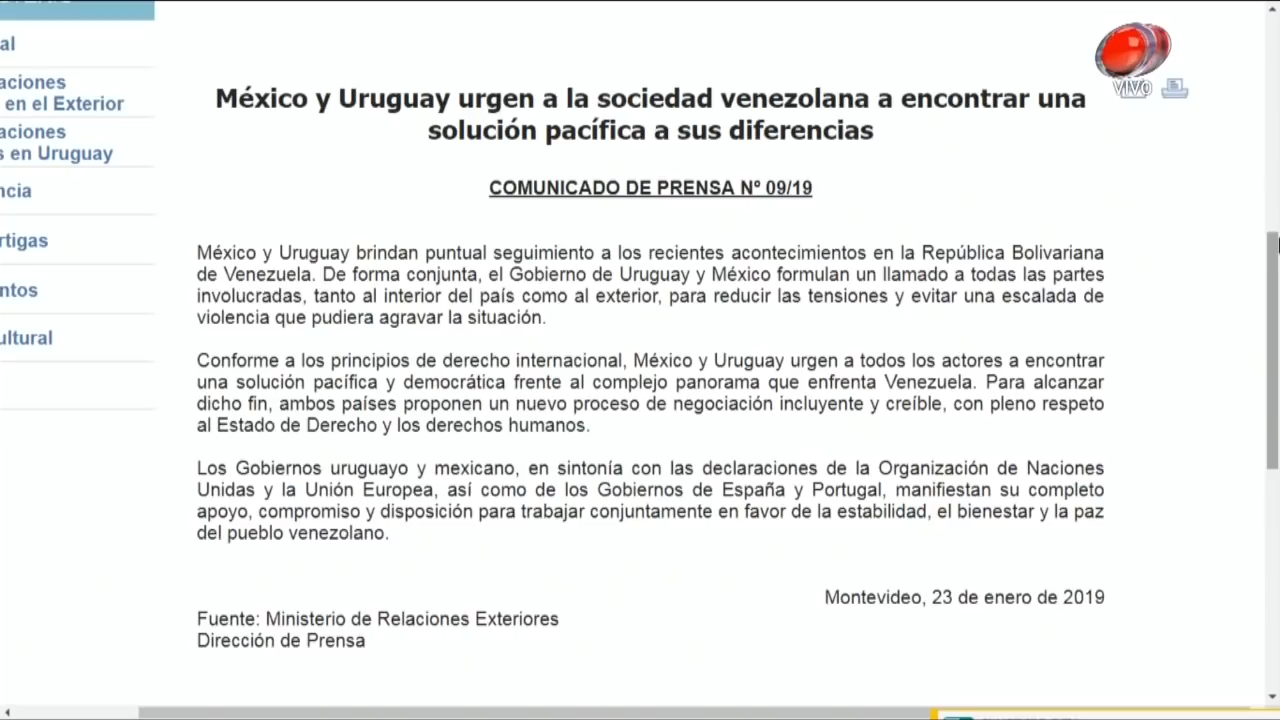 al
aciones
en el Exterior
aciones
s en Uruguay
ncia
rtigas
ntos
ultural
VIVO
México y Uruguay urgen a la sociedad venezolana a encontrar una
solución pacífica a sus diferencias
COMUNICADO DE PRENSA Nº 09/19
México y Uruguay brindan puntual seguimiento a los recientes acontecimientos en la República Bolivariana
de Venezuela. De forma conjunta, el Gobierno de Uruguay y México formulan un llamado a todas las partes
involucradas, tanto al interior del país como al exterior, para reducir las tensiones y evitar una escalada de
violencia que pudiera agravar la situación.
Conforme a los principios de derecho internacional, México y Uruguay urgen a todos los actores a encontrar
una solución pacífica y democrática frente al complejo panorama que enfrenta Venezuela. Para alcanzar
dicho fin, ambos países proponen un nuevo proceso de negociación incluyente y creíble, con pleno respeto
al Estado de Derecho y los derechos humanos.
Los Gobiernos uruguayo y mexicano, en sintonía con las declaraciones de la Organización de Naciones
Unidas y la Unión Europea, así como de los Gobiernos de España y Portugal, manifiestan su completo
apoyo, compromiso y disposición para trabajar conjuntamente en favor de la estabilidad, el bienestar y la paz
del pueblo venezolano.
Montevideo, 23 de enero de 2019
Fuente: Ministerio de Relaciones Exteriores
Dirección de Prensa